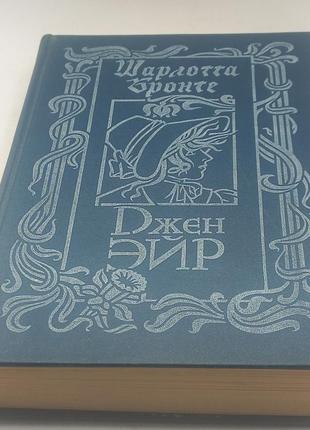 Шарлотта
Бронте
Джен
ЭЙР